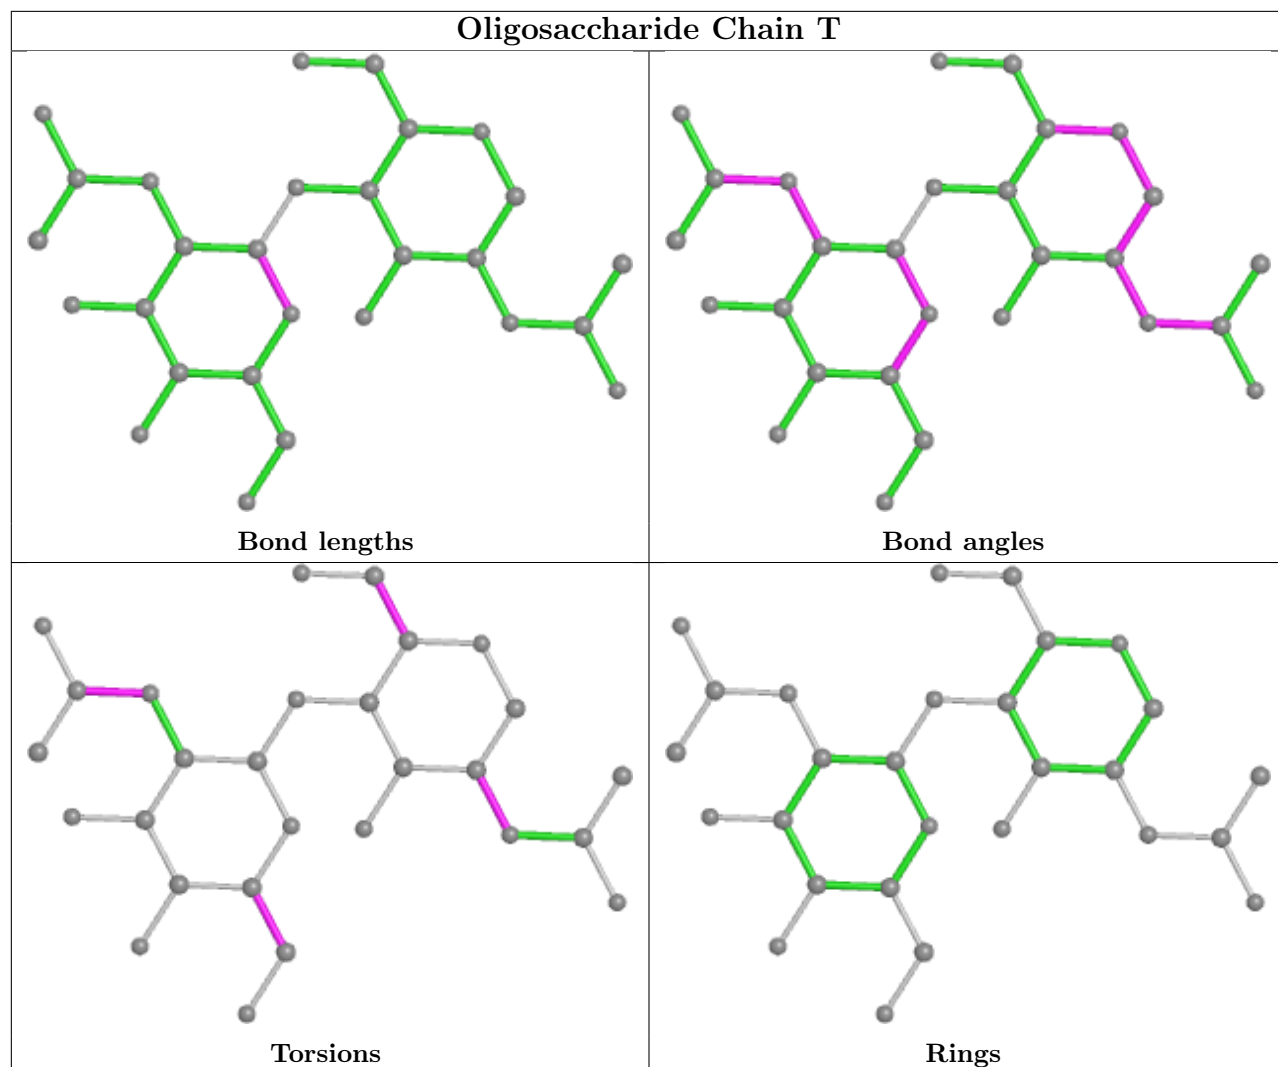 Oligosaccharide Chain T
Bond lengths
Bond angles
Torsions
Rings